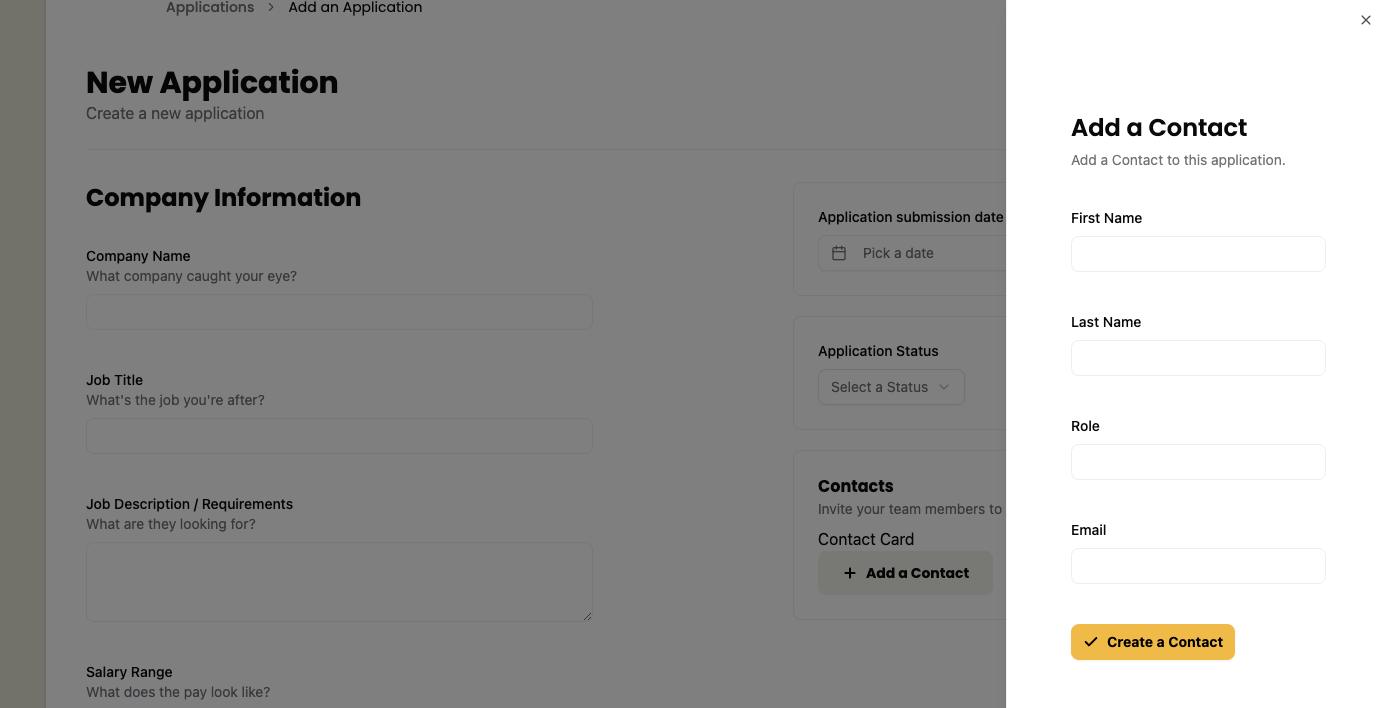 Applications > Add an Application
New Application
Create a new application
Company Information
Company Name
What company caught your eye?
Job Title
What's the job you're after?
Job Description / Requirements
What are they looking for?
Salary Range
What does the pay look like?
Application submission date
Pick a date
Application Status
Select a Status
Contacts
Invite your team members to
Contact Card
+ Add a Contact
Add a Contact
Add a Contact to this application.
First Name
Last Name
Role
Email
Create a Contact